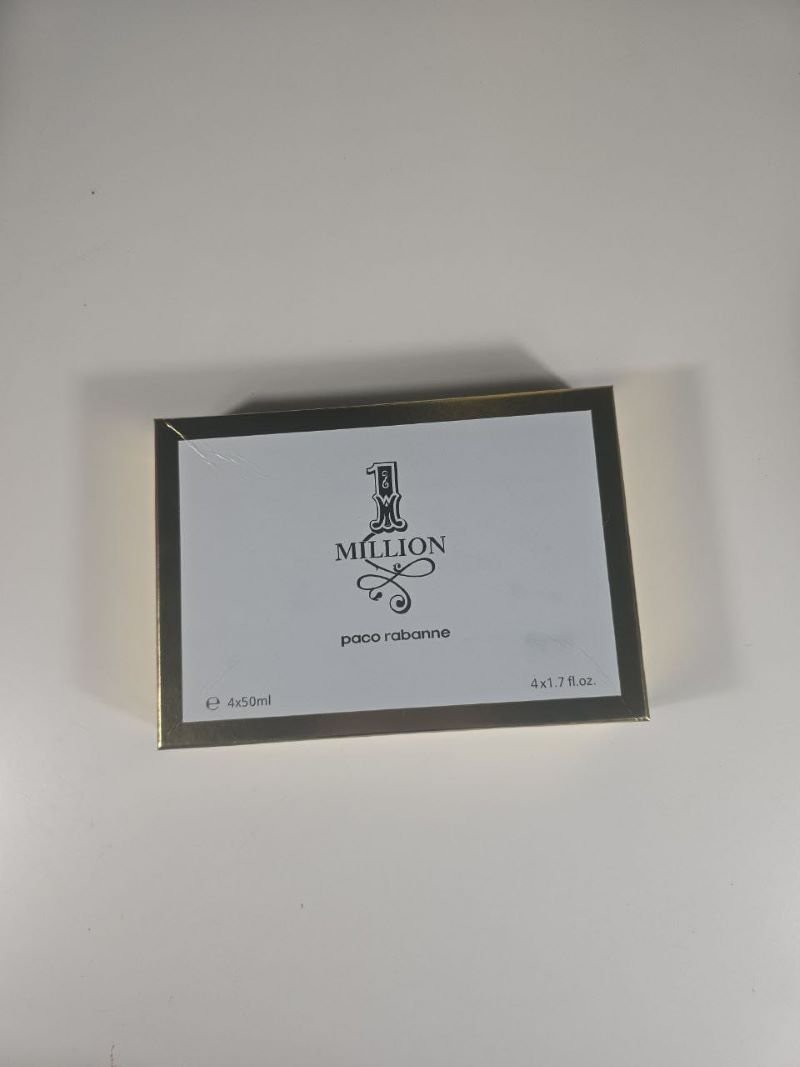 1
MILLION
paco rabanne
℮ 4x50ml
4x1.7 fl.oz.